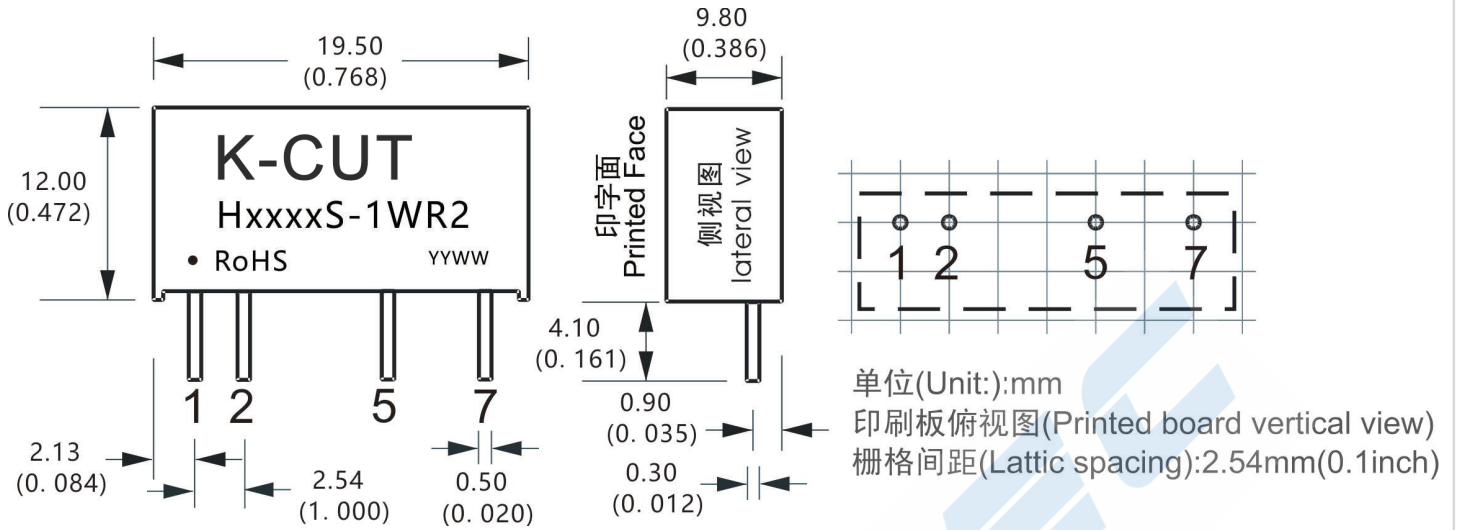 19.50
(0.768)
12.00
(0.472)
K-CUT
HxxxxS-1WR2
• RoHS YYWW
1 2 5 7
2.13
(0. 084)
2.54
(1. 000)
0.50
(0. 020)
9.80
(0.386)
印字面
Printed Face
侧视图
lateral view
4.10
(0. 161)
0.90
(0. 035)
0.30
(0. 012)
1 2 5 7
单位(Unit:):mm
印刷板俯视图(Printed board vertical view)
栅格间距(Lattic spacing):2.54mm(0.1inch)